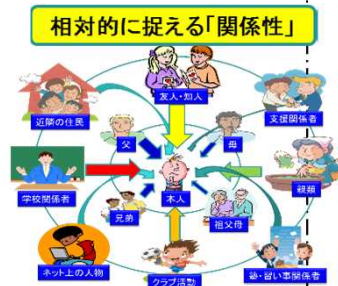 相対的に捉える「関係性」
友人・知人
近隣の住民
支援関係者
父
母
学校関係者
本人
親類
兄弟
祖父母
ネット上の人物
クラブ活動
塾・習い事関係者